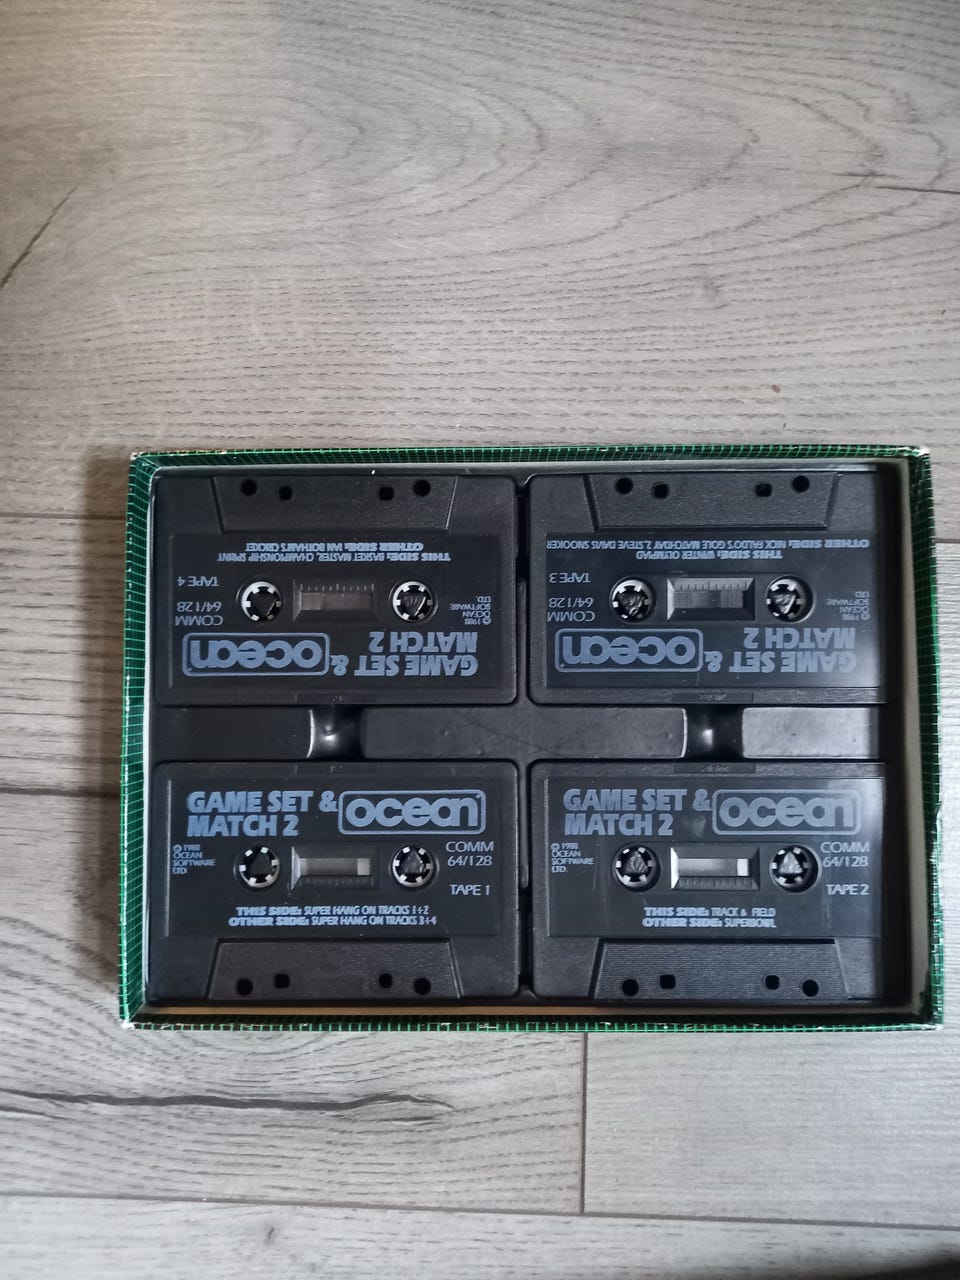 THIS SIDE: BASKET MASTER, CHAMPIONSHIP SPRINT
OTHER SIDE: IAN BOTHAM'S CRICKET
TAPE 4
COMM
64/128
© 1988
OCEAN
SOFTWARE
LTD.
GAME SET &
MATCH 2
ocean
THIS SIDE: WINTER OLYMPIAD
OTHER SIDE: NICK FALDO'S GOLF, MATCHDAY 2, STEVE DAVIS SNOOKER
TAPE 3
COMM
64/128
© 1988
OCEAN
SOFTWARE
LTD
GAME SET &
MATCH 2
ocean
GAME SET &
MATCH 2
ocean
© 1988
OCEAN
SOFTWARE
LTD.
COMM
64/128
TAPE 1
THIS SIDE: SUPER HANG ON TRACKS 1+2
OTHER SIDE: SUPER HANG ON TRACKS 3+4
GAME SET &
MATCH 2
ocean
© 1988
OCEAN
SOFTWARE
LTD.
COMM
64/128
TAPE 2
THIS SIDE: TRACK & FIELD
OTHER SIDE: SUPERBOWL